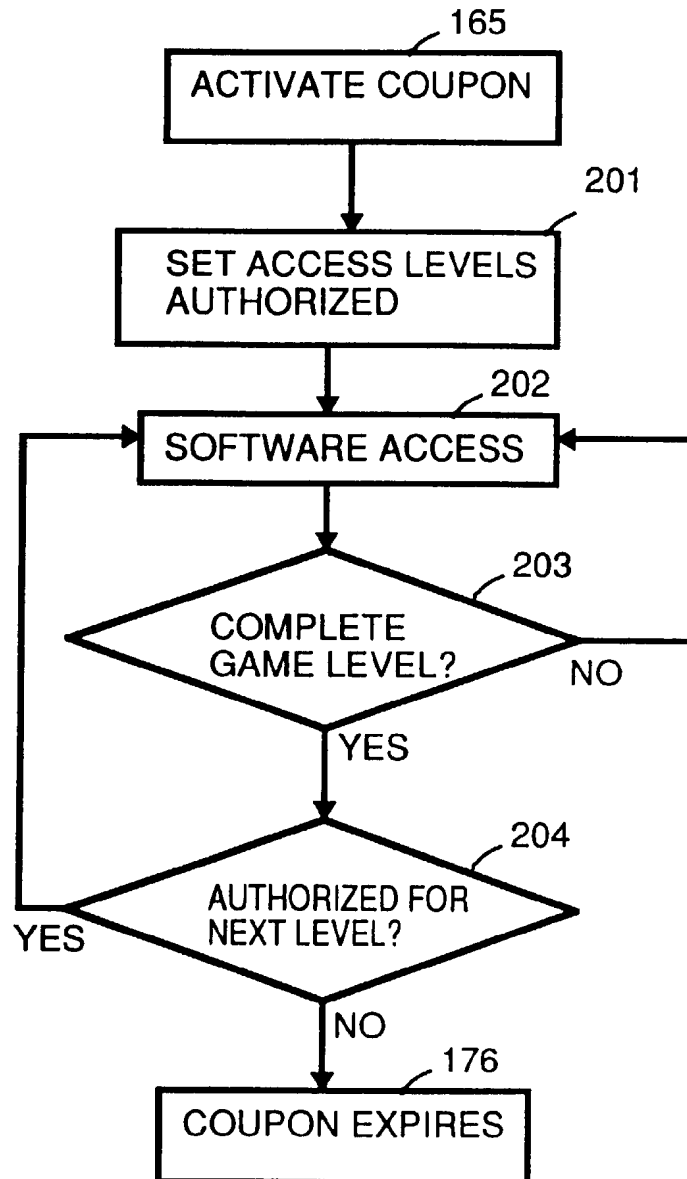 165
ACTIVATE COUPON
201
SET ACCESS LEVELS
AUTHORIZED
202
SOFTWARE ACCESS
203
COMPLETE
GAME LEVEL?
NO
YES
204
AUTHORIZED FOR
NEXT LEVEL?
YES
NO
176
COUPON EXPIRES